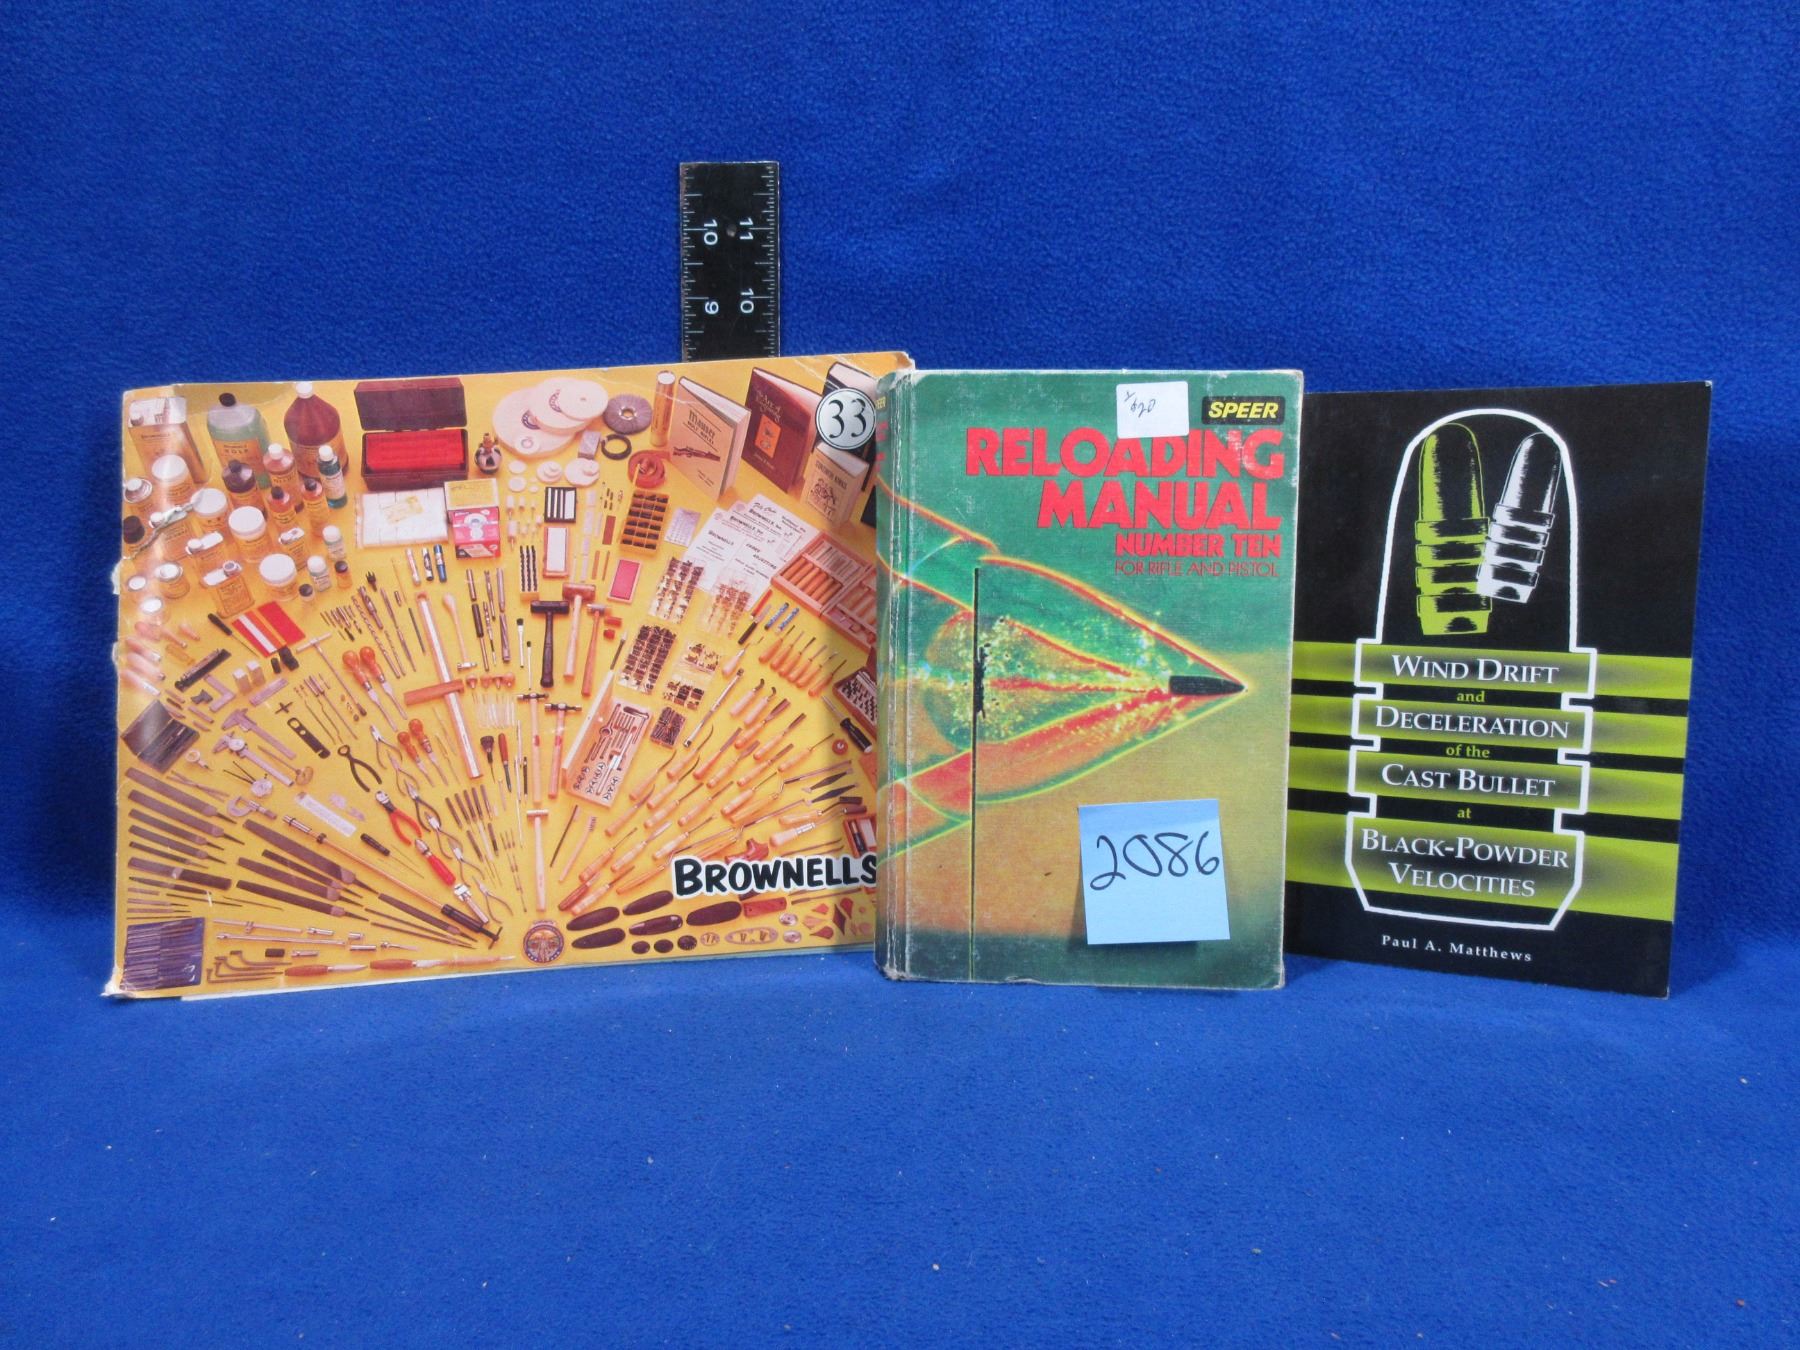 10
11
9
10
33
BROWNELLS
$20
SPEER
RELOADING
MANUAL
NUMBER TEN
FOR RIFLE AND PISTOL
2086
WIND DRIFT
and
DECELERATION
of the
CAST BULLET
at
BLACK-POWDER
VELOCITIES
Paul A. Matthews